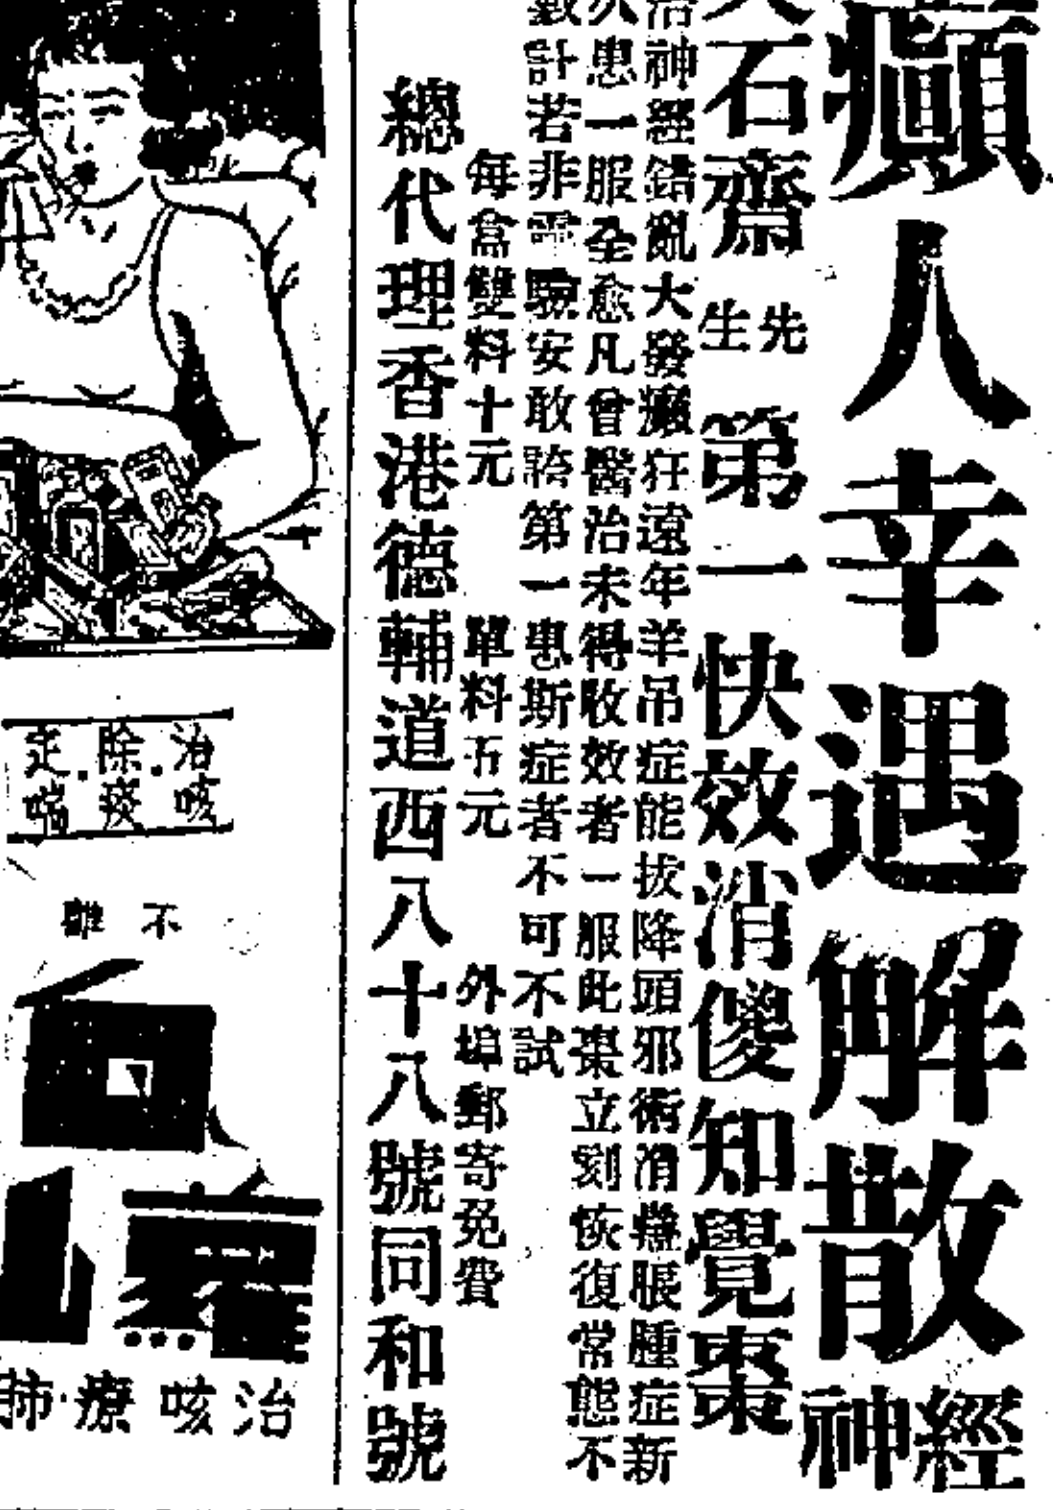 癲人幸遇解散神經
石齋先生第一快效消傻知覺棗
治神經錯亂大發癲狂遠年羊吊症能拔降頭邪術消無脹腫症新
久患一服全愈凡曾醫治未得收效者一服此棗立刻恢復常態不
數計若非靈驗安敢誇第一患斯症者不可不試
每盒雙料十元 單料五元 外埠郵寄免費
總代理香港德輔道西八十八號同和號
治咳·除痰·定喘
不難
治咳療肺